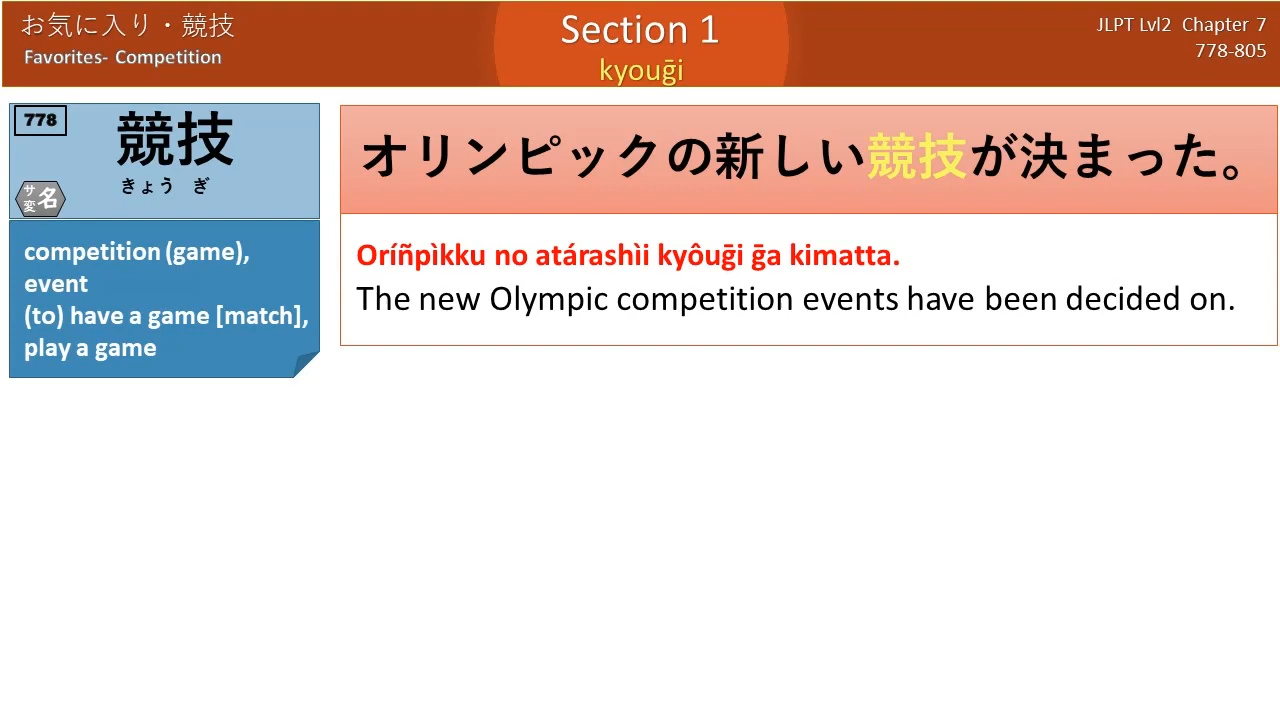 お気に入り・競技
Favorites- Competition
Section 1
kyouḡi
JLPT Lvl2 Chapter 7
778-805
778
競技
きょう ぎ
サ変 名
competition (game),
event
(to) have a game [match],
play a game
オリンピックの新しい競技が決まった。
Oríñpìkku no atárashìi kyôuḡi ḡa kimatta.
The new Olympic competition events have been decided on.